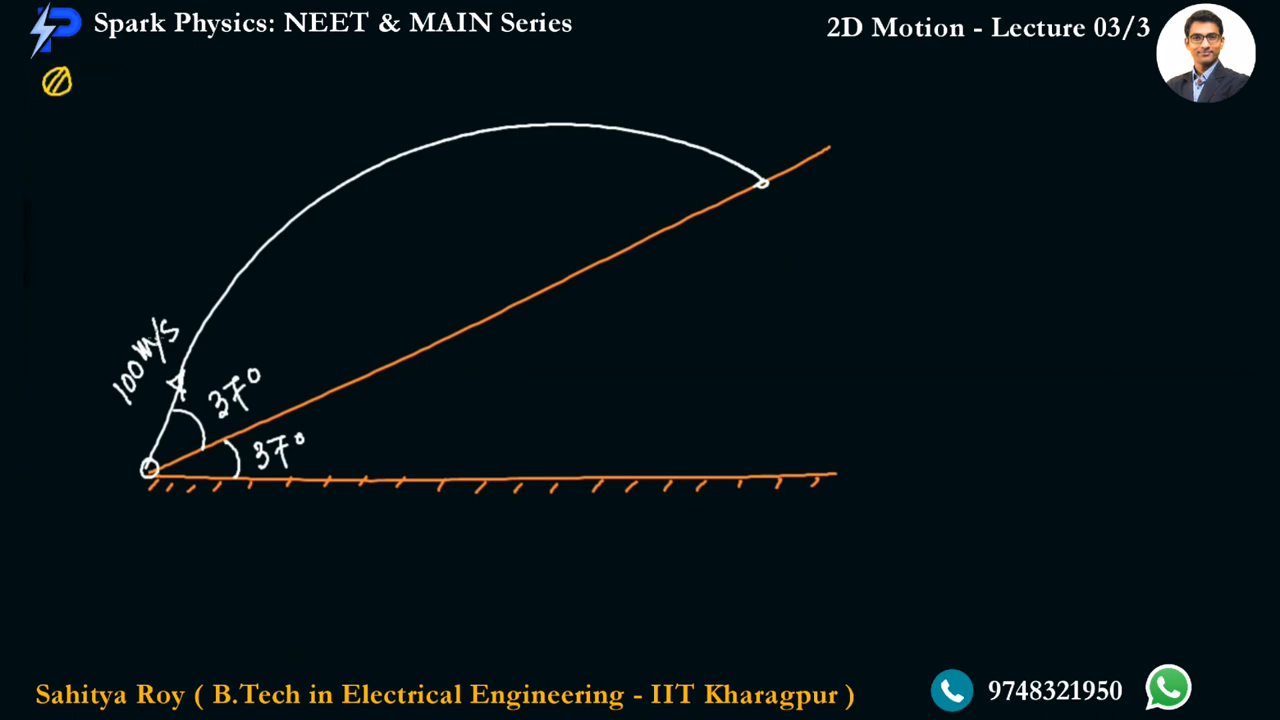 Spark Physics: NEET & MAIN Series
2D Motion - Lecture 03/3
100m/s
37°
37°
Sahitya Roy ( B.Tech in Electrical Engineering - IIT Kharagpur )
9748321950